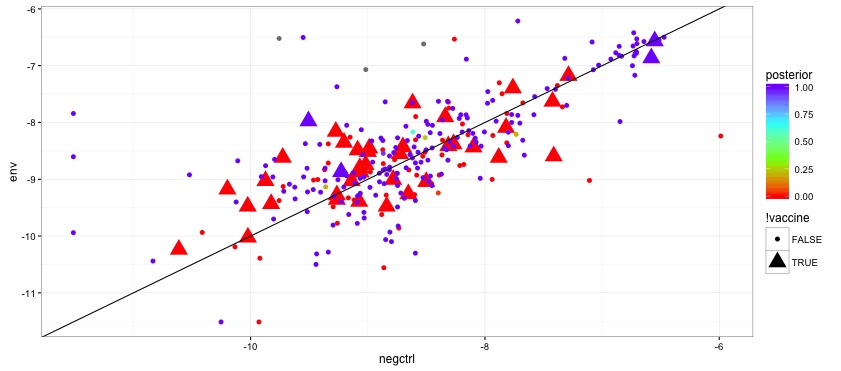 -6
-7
-8
-9
-10
-11
env
-10
-8
-6
negctrl
posterior
1.00
0.75
0.50
0.25
0.00
!vaccine
FALSE
TRUE